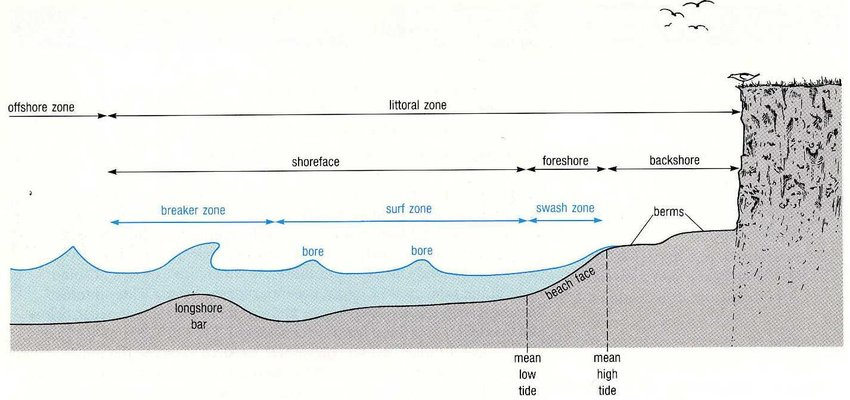 offshore zone
littoral zone
shoreface
foreshore
backshore
breaker zone
surf zone
swash zone
berms
bore
bore
beach face
longshore
bar
mean
low
tide
mean
high
tide